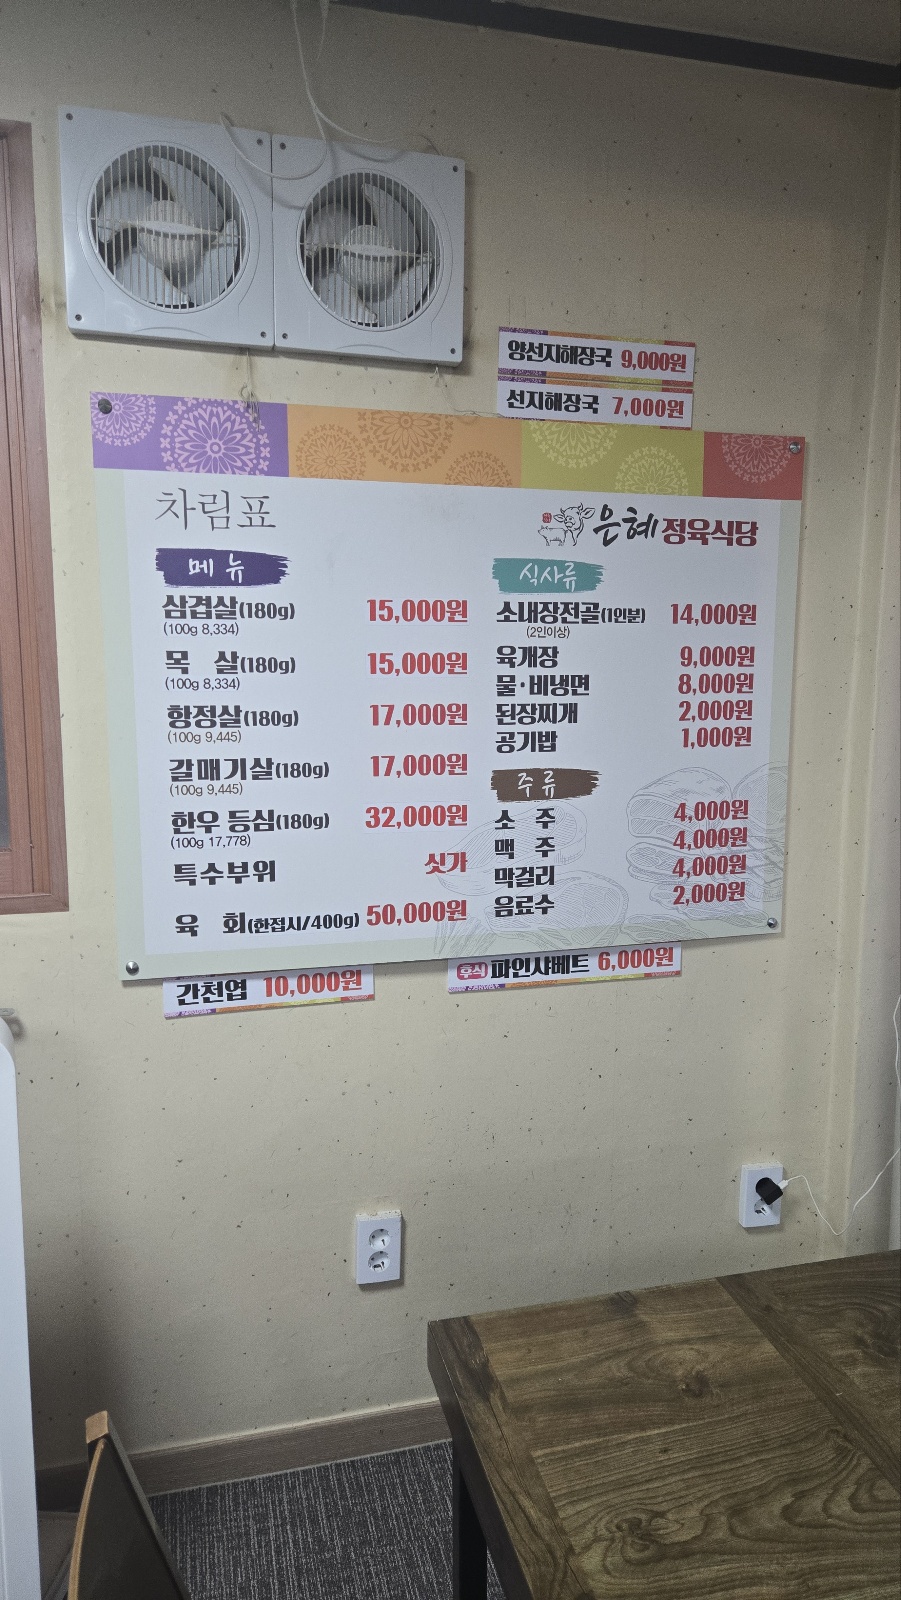 양선지해장국 9,000원
선지해장국 7,000원
차림표
은혜 정육식당
메뉴
삼겹살(180g) 15,000원
(100g 8,334)
목 살(180g) 15,000원
(100g 8,334)
항정살(180g) 17,000원
(100g 9,445)
갈매기살(180g) 17,000원
(100g 9,445)
한우 등심(180g) 32,000원
(100g 17,778)
특수부위 싯가
육 회(한접시/400g) 50,000원
식사류
소내장전골(1인분) 14,000원
(2인이상)
육개장 9,000원
물·비냉면 8,000원
된장찌개 2,000원
공기밥 1,000원
주류
소 주 4,000원
맥 주 4,000원
막걸리 4,000원
음료수 2,000원
간천엽 10,000원
후식 파인샤베트 6,000원